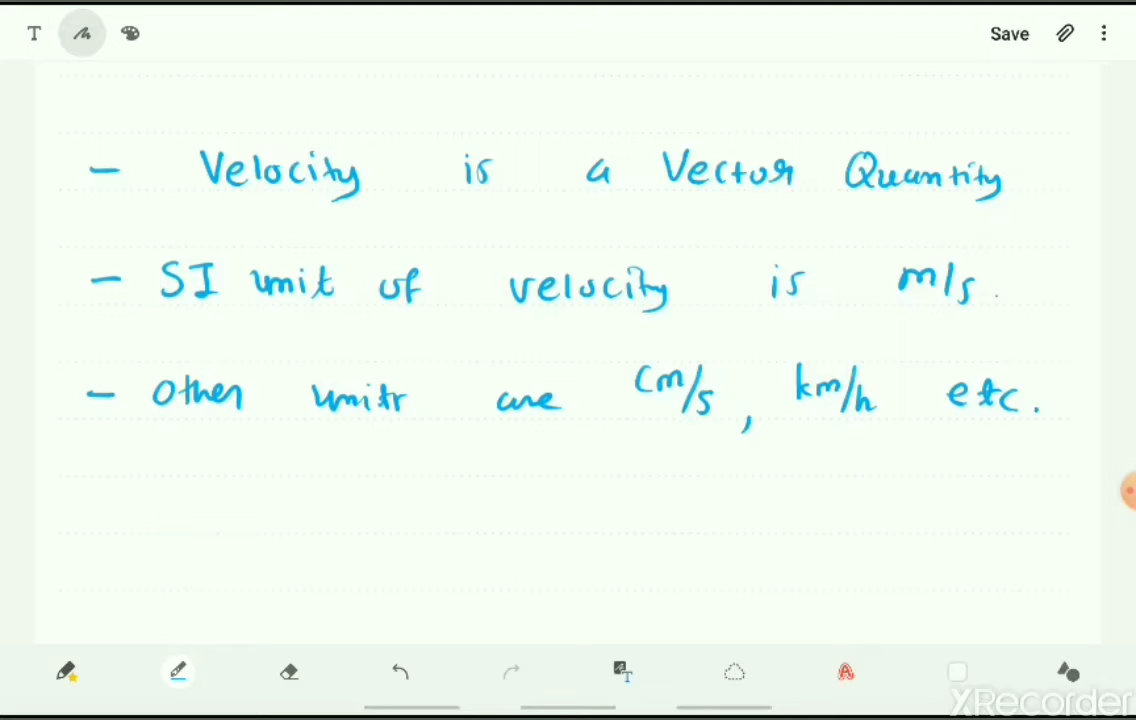 T Save
- Velocity is a Vector Quantity
- SI unit of velocity is m/s.
- Other units are cm/s, km/h etc.
XRecorder